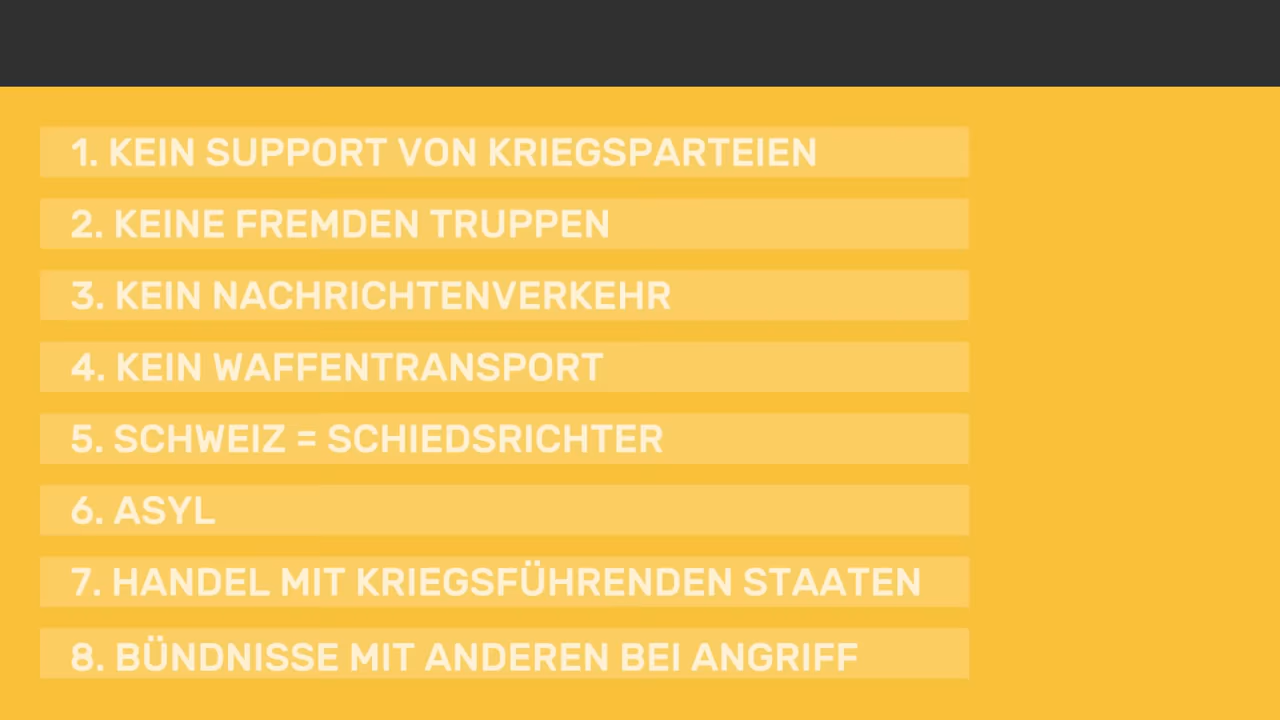 1. KEIN SUPPORT VON KRIEGSPARTEIEN
2. KEINE FREMDEN TRUPPEN
3. KEIN NACHRICHTENVERKEHR
4. KEIN WAFFENTRANSPORT
5. SCHWEIZ = SCHIEDSRICHTER
6. ASYL
7. HANDEL MIT KRIEGSFÜHRENDEN STAATEN
8. BÜNDNISSE MIT ANDEREN BEI ANGRIFF